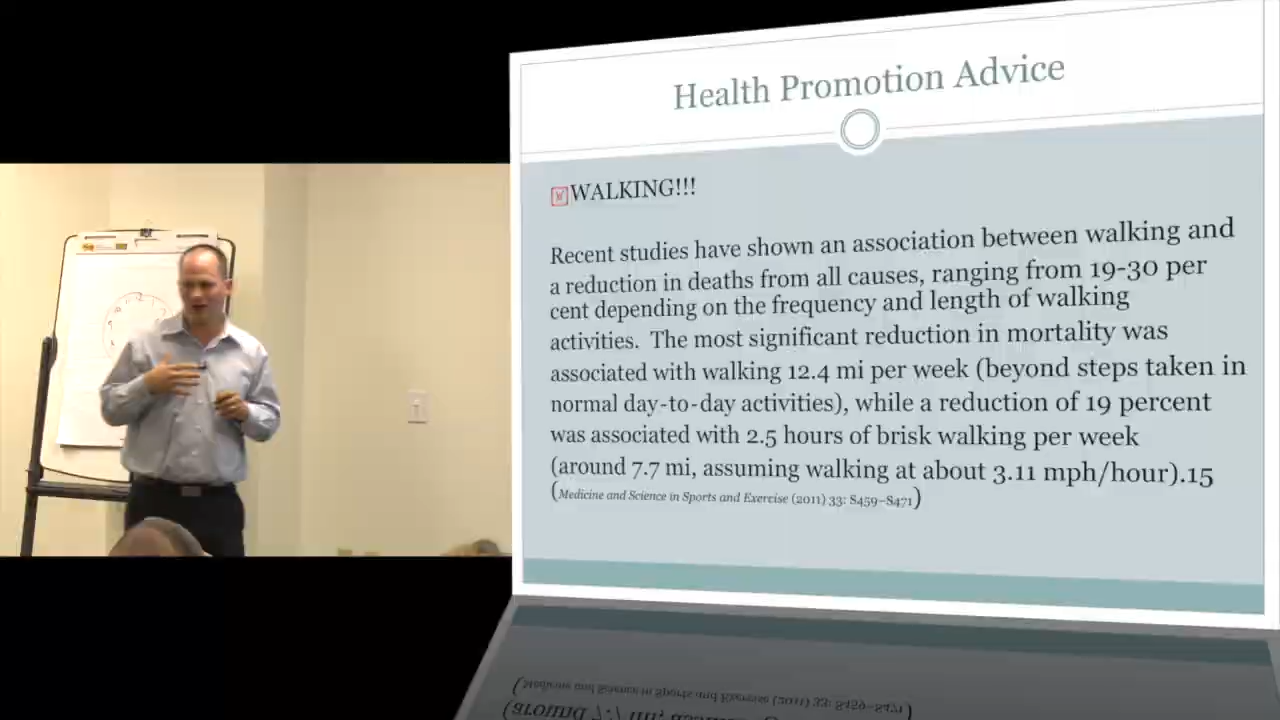 Health Promotion Advice
WALKING!!!
Recent studies have shown an association between walking and
a reduction in deaths from all causes, ranging from 19-30 per
cent depending on the frequency and length of walking
activities. The most significant reduction in mortality was
associated with walking 12.4 mi per week (beyond steps taken in
normal day-to-day activities), while a reduction of 19 percent
was associated with 2.5 hours of brisk walking per week
(around 7.7 mi, assuming walking at about 3.11 mph/hour).15
(Medicine and Science in Sports and Exercise (2011) 33: S459–S471)